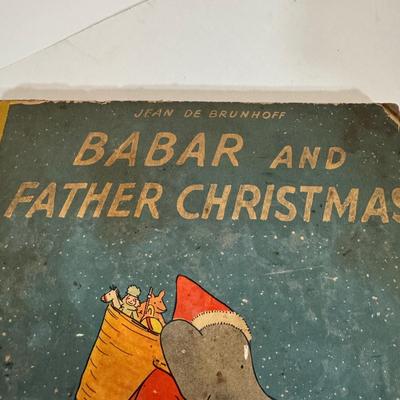 JEAN DE BRUNHOFF
BABAR AND
FATHER CHRISTMAS